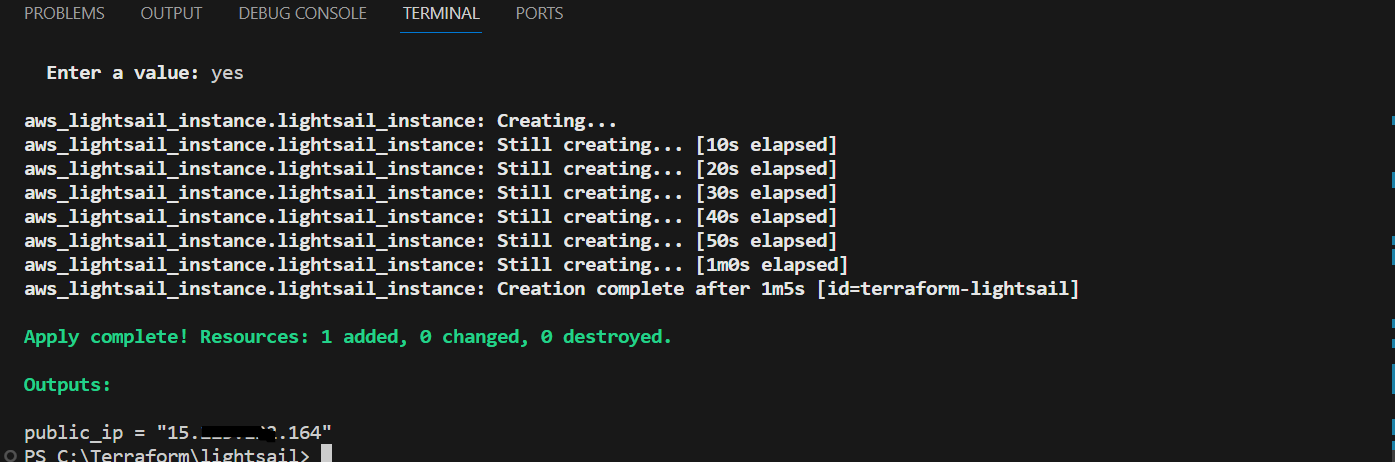 PROBLEMS OUTPUT DEBUG CONSOLE TERMINAL PORTS
Enter a value: yes
aws_lightsail_instance.lightsail_instance: Creating...
aws_lightsail_instance.lightsail_instance: Still creating... [10s elapsed]
aws_lightsail_instance.lightsail_instance: Still creating... [20s elapsed]
aws_lightsail_instance.lightsail_instance: Still creating... [30s elapsed]
aws_lightsail_instance.lightsail_instance: Still creating... [40s elapsed]
aws_lightsail_instance.lightsail_instance: Still creating... [50s elapsed]
aws_lightsail_instance.lightsail_instance: Still creating... [1m0s elapsed]
aws_lightsail_instance.lightsail_instance: Creation complete after 1m5s [id=terraform-lightsail]
Apply complete! Resources: 1 added, 0 changed, 0 destroyed.
Outputs:
public_ip = "15. .164"
PS C:\Terraform\lightsail>